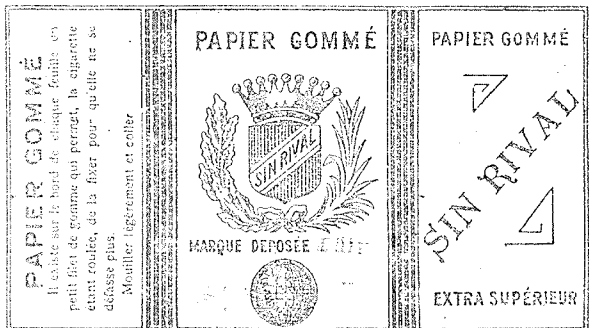 PAPIER GOMMÉ
Il existe sur le bord de chaque feuille un
petit filet de gomme qui permet, la cigarette
étant roulée, de la fixer pour qu'elle ne se
défasse plus.
Mouiller légèrement et coller
PAPIER GOMMÉ
SIN RIVAL
MARQUE DEPOSÉE
PAPIER GOMMÉ
SIN RIVAL
EXTRA SUPÉRIEUR